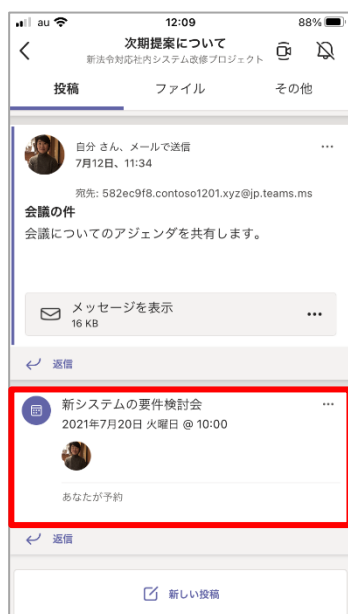 au 12:09 88%
次期提案について
新法令対応社内システム改修プロジェクト
投稿 ファイル その他
自分 さん、メールで送信
7月12日、11:34
宛先: 582ec9f8.contoso1201.xyz@jp.teams.ms
会議の件
会議についてのアジェンダを共有します。
メッセージを表示
16 KB
返信
新システムの要件検討会
2021年7月20日 火曜日 @ 10:00
あなたが予約
返信
新しい投稿